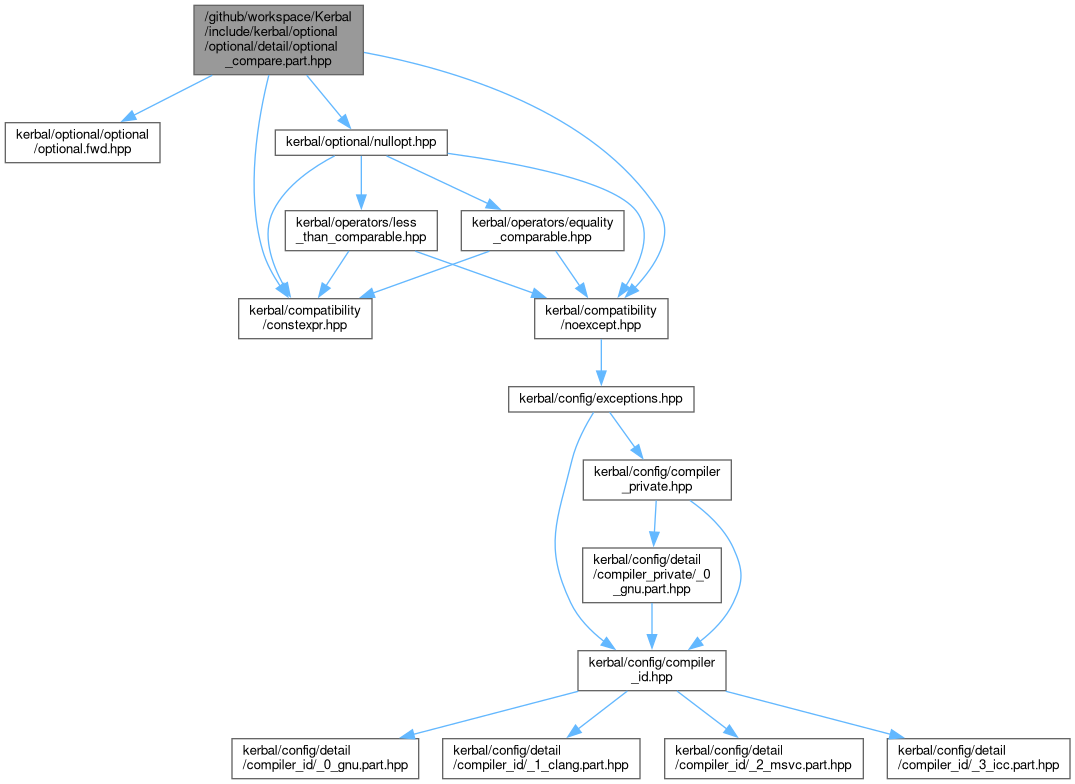 /github/workspace/Kerbal
/include/kerbal/optional
/optional/detail/optional
_compare.part.hpp
kerbal/optional/optional
/optional.fwd.hpp
kerbal/optional/nullopt.hpp
kerbal/operators/less
_than_comparable.hpp
kerbal/operators/equality
_comparable.hpp
kerbal/compatibility
/constexpr.hpp
kerbal/compatibility
/noexcept.hpp
kerbal/config/exceptions.hpp
kerbal/config/compiler
_private.hpp
kerbal/config/detail
/compiler_private/_0
_gnu.part.hpp
kerbal/config/compiler
_id.hpp
kerbal/config/detail
/compiler_id/_0_gnu.part.hpp
kerbal/config/detail
/compiler_id/_1_clang.part.hpp
kerbal/config/detail
/compiler_id/_2_msvc.part.hpp
kerbal/config/detail
/compiler_id/_3_icc.part.hpp